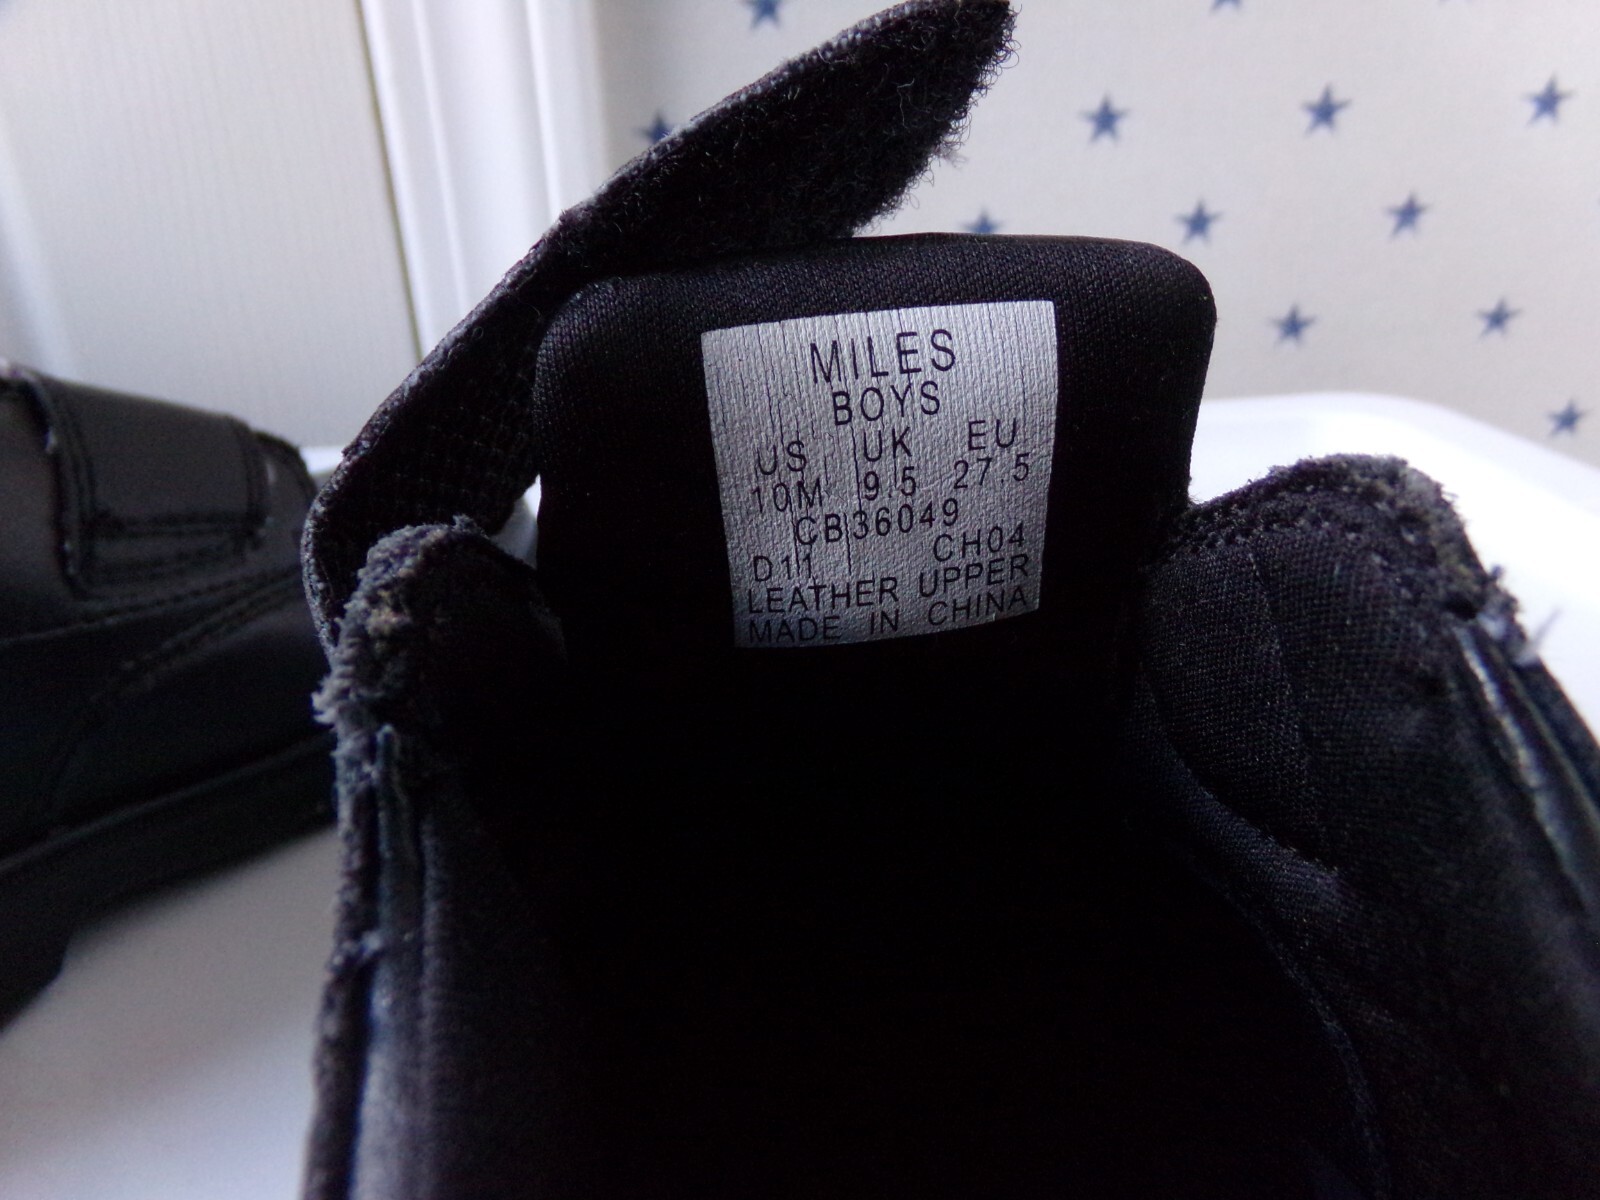 MILES
BOYS
US UK EU
10M 9.5 27.5
CB36049
D11 CH04
LEATHER UPPER
MADE IN CHINA